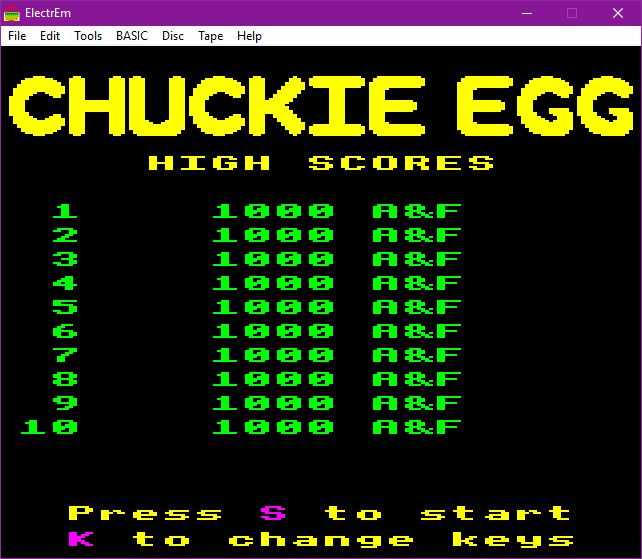 ElectrEm
File Edit Tools BASIC Disc Tape Help
CHUCKIE EGG
HIGH SCORES
1 1000 A&F
2 1000 A&F
3 1000 A&F
4 1000 A&F
5 1000 A&F
6 1000 A&F
7 1000 A&F
8 1000 A&F
9 1000 A&F
10 1000 A&F
Press S to start
K to change keys